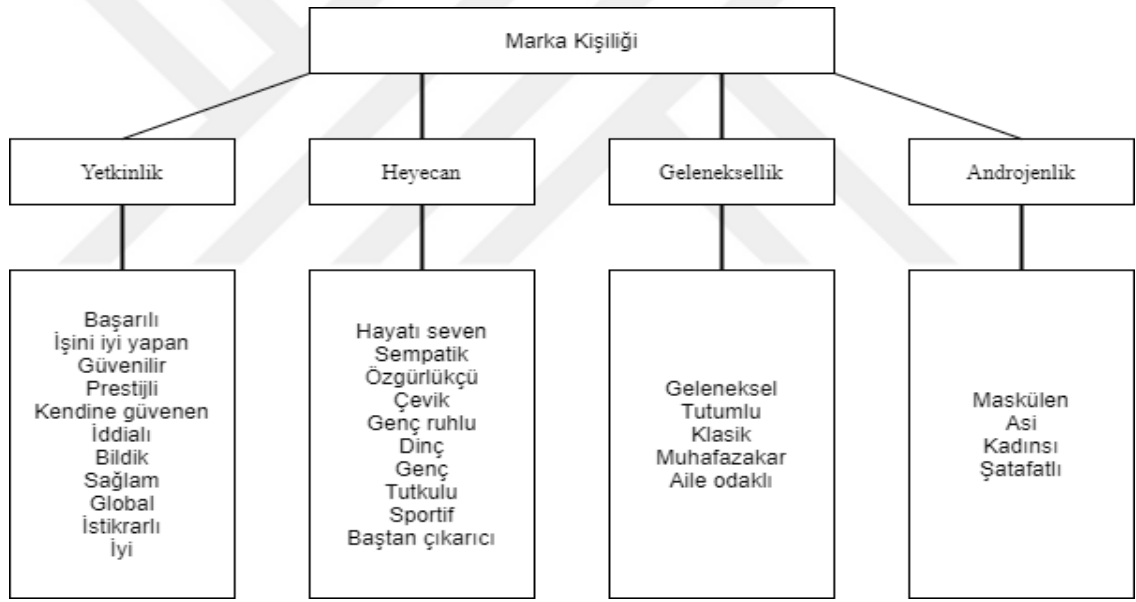 Marka Kişiliği
Yetkinlik
Heyecan
Geleneksellik
Androjenlik
Başarılı
İşini iyi yapan
Güvenilir
Prestijli
Kendine güvenen
İddialı
Bildik
Sağlam
Global
İstikrarlı
İyi
Hayatı seven
Sempatik
Özgürlükçü
Çevik
Genç ruhlu
Dinç
Genç
Tutkulu
Sportif
Baştan çıkarıcı
Geleneksel
Tutumlu
Klasik
Muhafazakar
Aile odaklı
Maskülen
Asi
Kadınsı
Şatafatlı